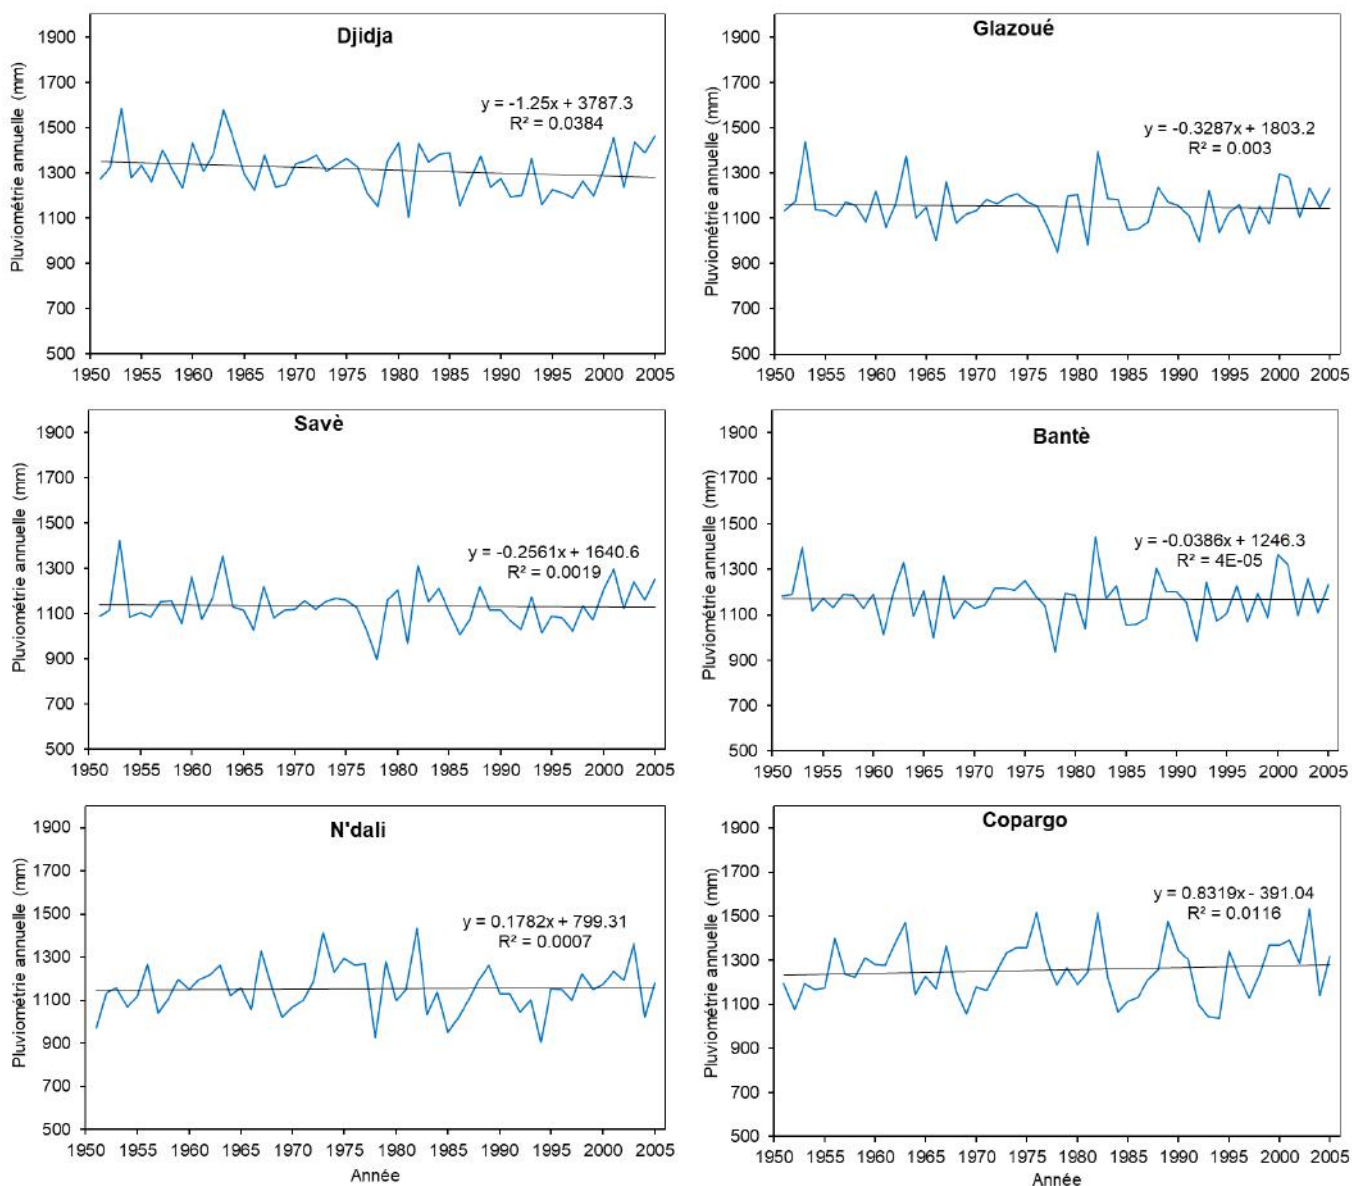 Djidja
Pluviométrie annuelle (mm)
1900
1700
1500
1300
1100
900
700
500
y = -1.25x + 3787.3
R² = 0.0384
1950 1955 1960 1965 1970 1975 1980 1985 1990 1995 2000 2005
Glazoué
Pluviométrie annuelle (mm)
1900
1700
1500
1300
1100
900
700
500
y = -0.3287x + 1803.2
R² = 0.003
1950 1955 1960 1965 1970 1975 1980 1985 1990 1995 2000 2005
Savè
Pluviométrie annuelle (mm)
1900
1700
1500
1300
1100
900
700
500
y = -0.2561x + 1640.6
R² = 0.0019
1950 1955 1960 1965 1970 1975 1980 1985 1990 1995 2000 2005
Bantè
Pluviométrie annuelle (mm)
1900
1700
1500
1300
1100
900
700
500
y = -0.0386x + 1246.3
R² = 4E-05
1950 1955 1960 1965 1970 1975 1980 1985 1990 1995 2000 2005
N'dali
Pluviométrie annuelle (mm)
1900
1700
1500
1300
1100
900
700
500
y = 0.1782x + 799.31
R² = 0.0007
1950 1955 1960 1965 1970 1975 1980 1985 1990 1995 2000 2005
Année
Copargo
Pluviométrie annuelle (mm)
1900
1700
1500
1300
1100
900
700
500
y = 0.8319x - 391.04
R² = 0.0116
1950 1955 1960 1965 1970 1975 1980 1985 1990 1995 2000 2005
Année